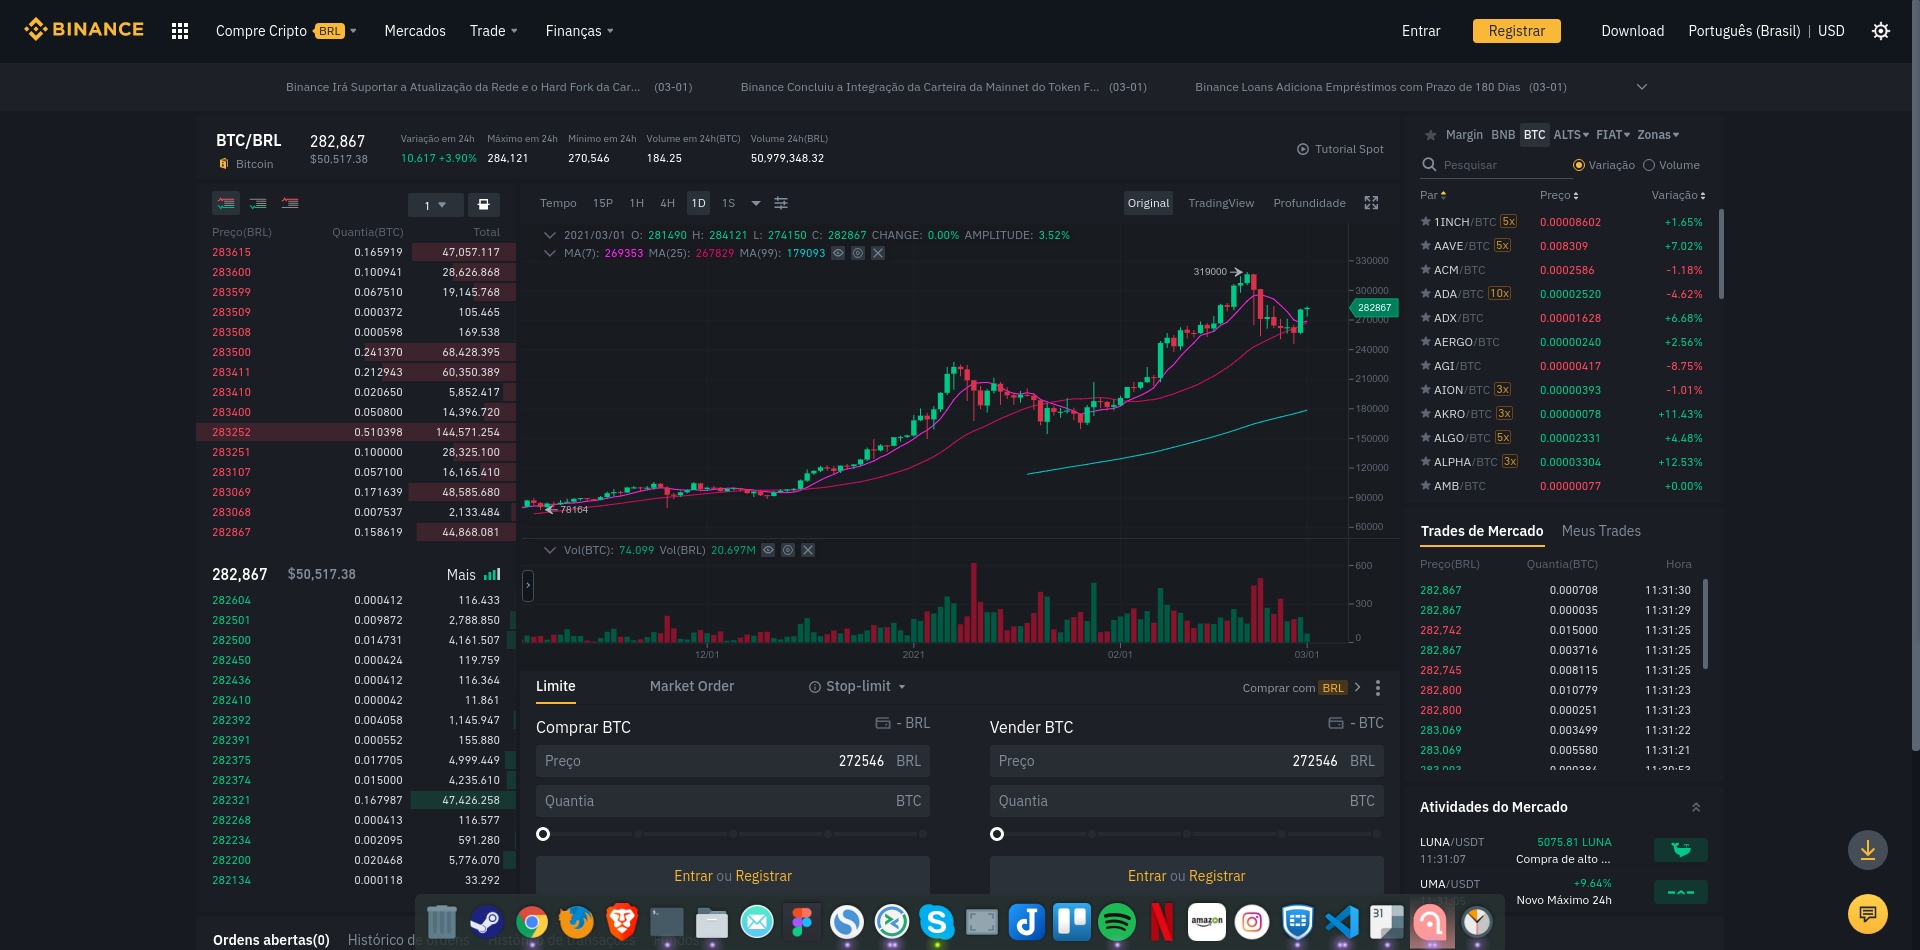 BINANCE
Compre Cripto BRL Mercados Trade Finanças Entrar Registrar Download Português (Brasil) | USD
Binance Irá Suportar a Atualização da Rede e o Hard Fork da Car... (03-01) Binance Concluiu a Integração da Carteira da Mainnet do Token F... (03-01) Binance Loans Adiciona Empréstimos com Prazo de 180 Dias (03-01)
BTC/BRL
Bitcoin
282,867
$50,517.38
Variação em 24h Máximo em 24h Mínimo em 24h Volume em 24h(BTC) Volume 24h(BRL)
10,617 +3.90% 284,121 270,546 184.25 50,979,348.32
Tutorial Spot
1
Preço(BRL) Quantia(BTC) Total
283615 0.165919 47,057.117
283600 0.100941 28,626.868
283599 0.067510 19,145.768
283509 0.000372 105.465
283508 0.000598 169.538
283500 0.241370 68,428.395
283411 0.212943 60,350.389
283410 0.020650 5,852.417
283400 0.050800 14,396.720
283252 0.510398 144,571.254
283251 0.100000 28,325.100
283107 0.057100 16,165.410
283069 0.171639 48,585.680
283068 0.007537 2,133.484
282867 0.158619 44,868.081
282,867 $50,517.38 Mais
282604 0.000412 116.433
282501 0.009872 2,788.850
282500 0.014731 4,161.507
282450 0.000424 119.759
282436 0.000412 116.364
282410 0.000042 11.861
282392 0.004058 1,145.947
282391 0.000552 155.880
282375 0.017705 4,999.449
282374 0.015000 4,235.610
282321 0.167987 47,426.258
282268 0.000413 116.577
282234 0.002095 591.280
282200 0.020468 5,776.070
282134 0.000118 33.292
Tempo 15P 1H 4H 1D 1S Original TradingView Profundidade
2021/03/01 O: 281490 H: 284121 L: 274150 C: 282867 CHANGE: 0.00% AMPLITUDE: 3.52%
MA(7): 269353 MA(25): 267829 MA(99): 179093
319000
78164
330000
300000
282867
270000
240000
210000
180000
150000
120000
90000
60000
Vol(BTC): 74.099 Vol(BRL) 20.697M
600
300
0
12/01 2021 02/01 03/01
Limite Market Order Stop-limit Comprar com BRL
Comprar BTC - BRL
Preço 272546 BRL
Quantia BTC
Entrar ou Registrar
Vender BTC - BTC
Preço 272546 BRL
Quantia BTC
Entrar ou Registrar
Margin BNB BTC ALTS FIAT Zonas
Pesquisar Variação Volume
Par Preço Variação
1INCH/BTC 5x 0.00008602 +1.65%
AAVE/BTC 5x 0.008309 +7.02%
ACM/BTC 0.0002586 -1.18%
ADA/BTC 10x 0.00002520 -4.62%
ADX/BTC 0.00001628 +6.68%
AERGO/BTC 0.00000240 +2.56%
AGI/BTC 0.00000417 -8.75%
AION/BTC 3x 0.00000393 -1.01%
AKRO/BTC 3x 0.00000078 +11.43%
ALGO/BTC 5x 0.00002331 +4.48%
ALPHA/BTC 3x 0.00003304 +12.53%
AMB/BTC 0.00000077 +0.00%
Trades de Mercado Meus Trades
Preço(BRL) Quantia(BTC) Hora
282,867 0.000708 11:31:30
282,867 0.000035 11:31:29
282,742 0.015000 11:31:25
282,867 0.003716 11:31:25
282,745 0.008115 11:31:25
282,800 0.010779 11:31:23
282,800 0.000251 11:31:23
283,069 0.003499 11:31:22
283,069 0.005580 11:31:21
Atividades do Mercado
LUNA/USDT 5075.81 LUNA
11:31:07 Compra de alto ...
UMA/USDT +9.64%
11:31:05 Novo Máximo 24h
Ordens abertas(0) Histórico de ordens Histórico de transações
amazon
31